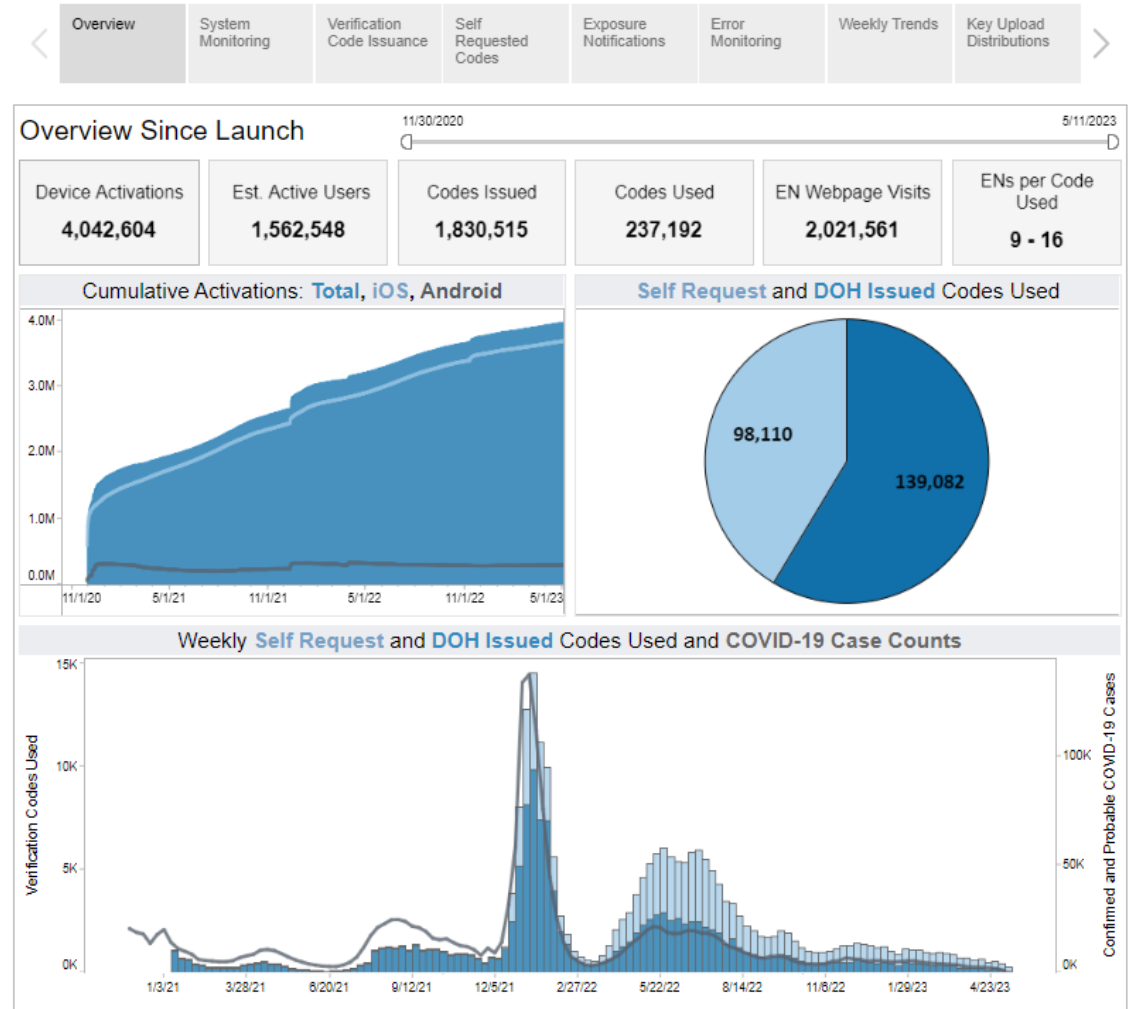 Overview
System
Monitoring
Verification
Code Issuance
Self
Requested
Codes
Exposure
Notifications
Error
Monitoring
Weekly Trends
Key Upload
Distributions
Overview Since Launch
11/30/2020
5/11/2023
Device Activations
4,042,604
Est. Active Users
1,562,548
Codes Issued
1,830,515
Codes Used
237,192
EN Webpage Visits
2,021,561
ENs per Code
Used
9 - 16
Cumulative Activations: Total, iOS, Android
4.0M
3.0M
2.0M
1.0M
0.0M
11/1/20 5/1/21 11/1/21 5/1/22 11/1/22 5/1/23
Self Request and DOH Issued Codes Used
98,110
139,082
Weekly Self Request and DOH Issued Codes Used and COVID-19 Case Counts
Verification Codes Used
15K
10K
5K
0K
100K
50K
0K
Confirmed and Probable COVID-19 Cases
1/3/21 3/28/21 6/20/21 9/12/21 12/5/21 2/27/22 5/22/22 8/14/22 11/6/22 1/29/23 4/23/23